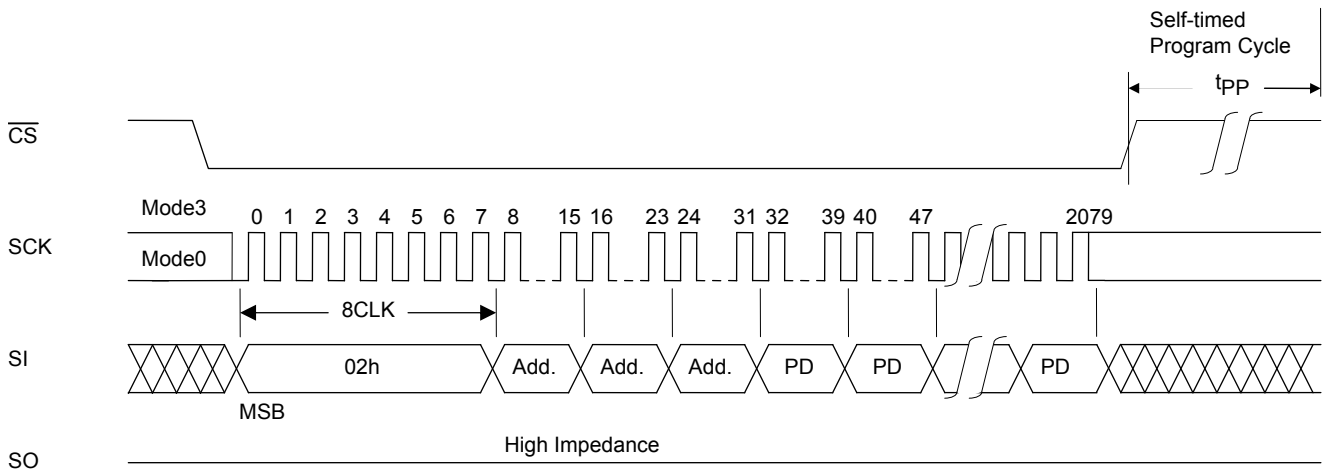 Self-timed
Program Cycle
tPP
CS
Mode3
0 1 2 3 4 5 6 7 8 15 16 23 24 31 32 39 40 47 2079
SCK
Mode0
8CLK
SI
02h Add. Add. Add. PD PD PD
MSB
High Impedance
SO